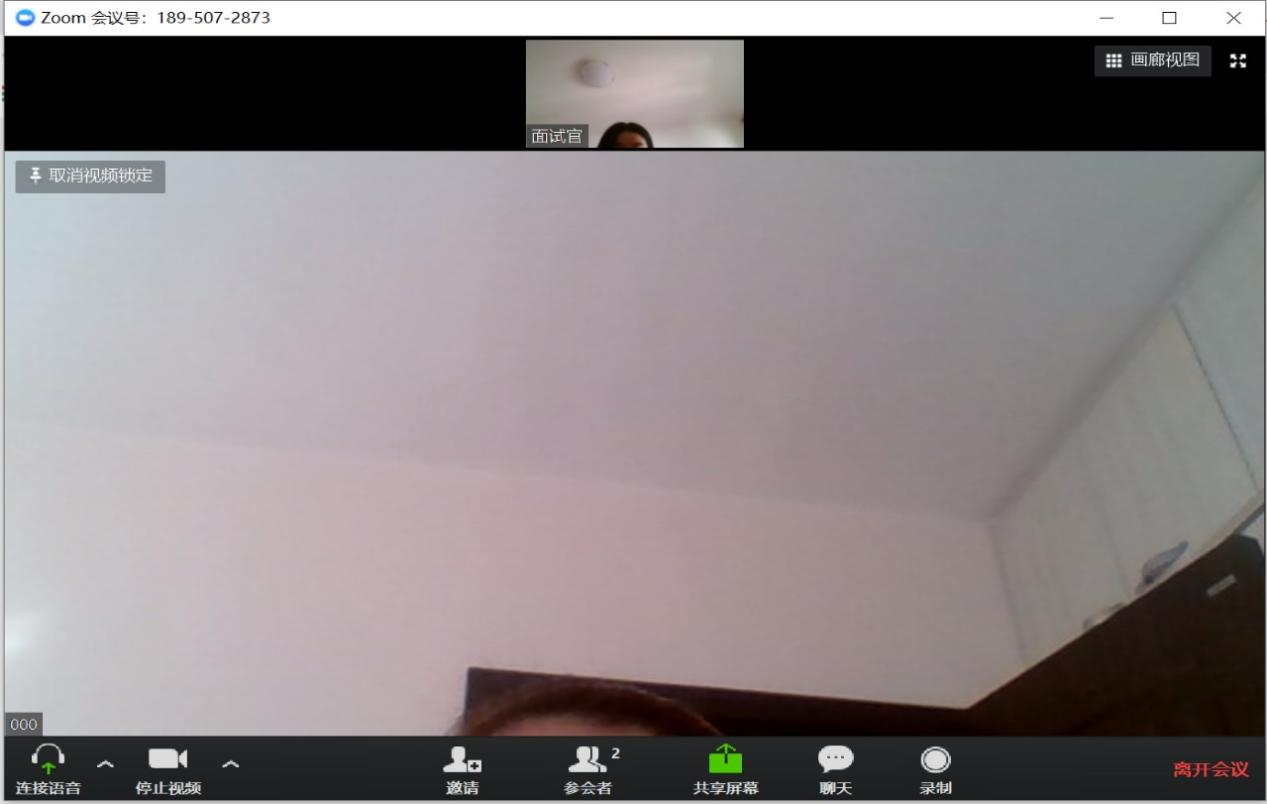 Zoom 会议号：189-507-2873
画廊视图
面试官
取消视频锁定
000
连接语音
停止视频
邀请
参会者 2
共享屏幕
聊天
录制
离开会议